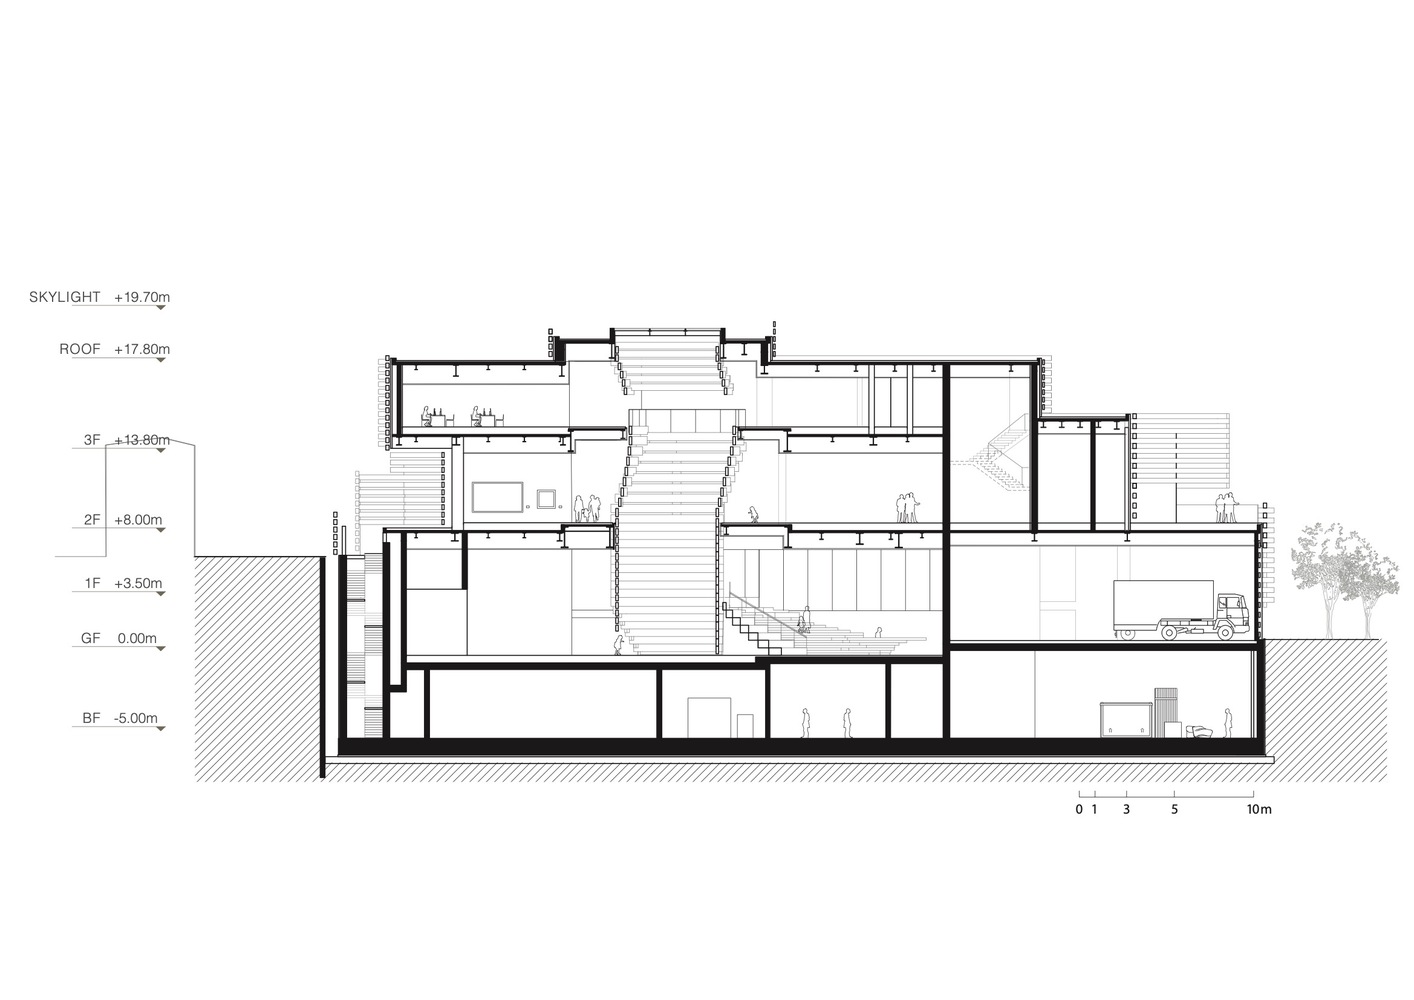 SKYLIGHT +19.70m
ROOF +17.80m
3F +13.80m
2F +8.00m
1F +3.50m
GF 0.00m
BF -5.00m
0 1 3 5 10m